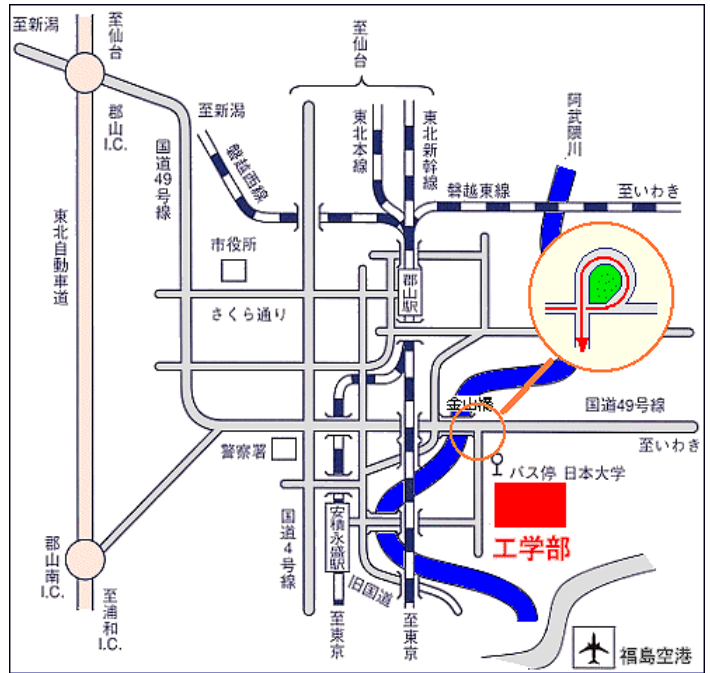 至新潟
至仙台
至仙台
郡山
I.C.
国道49号線
至新潟
磐越西線
東北本線
東北新幹線
阿武隈川
磐越東線
至いわき
東北自動車道
市役所
郡山駅
さくら通り
金山橋
国道49号線
至いわき
警察署
バス停 日本大学
工学部
国道4号線
安積永盛駅
旧国道
郡山南
I.C.
至浦和
I.C.
至東京
至東京
福島空港